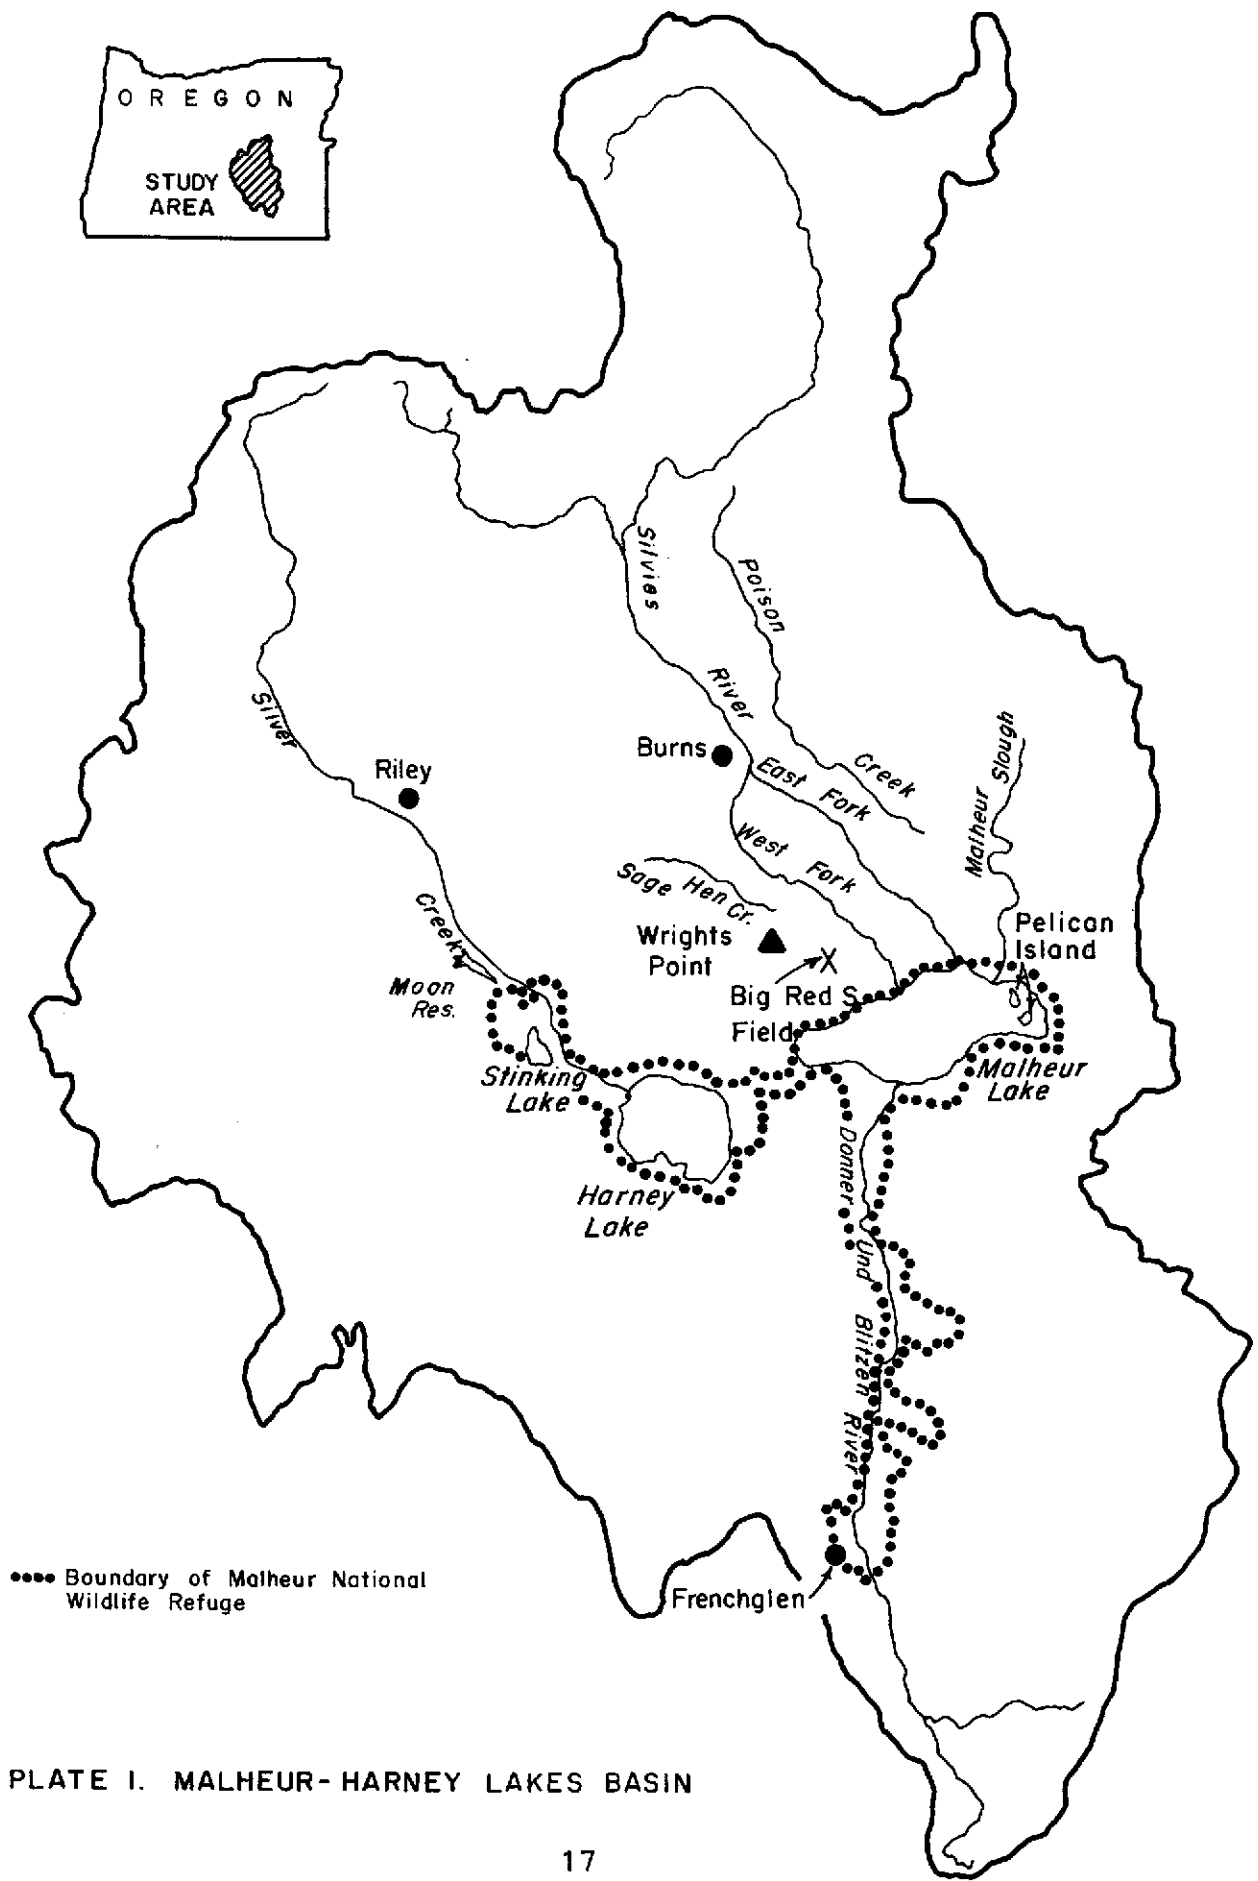 OREGON
STUDY
AREA
Silvies
River
Poison
Creek
Silver
Creek
Riley
Burns
East Fork
West Fork
Malheur Slough
Sage Hen Cr.
Wrights
Point
Pelican
Island
Big Red S
Field
Moon
Res.
Stinking
Lake
Malheur
Lake
Harney
Lake
Donner Und Blitzen River
Frenchglen
Boundary of Malheur National
Wildlife Refuge
PLATE I. MALHEUR-HARNEY LAKES BASIN
17